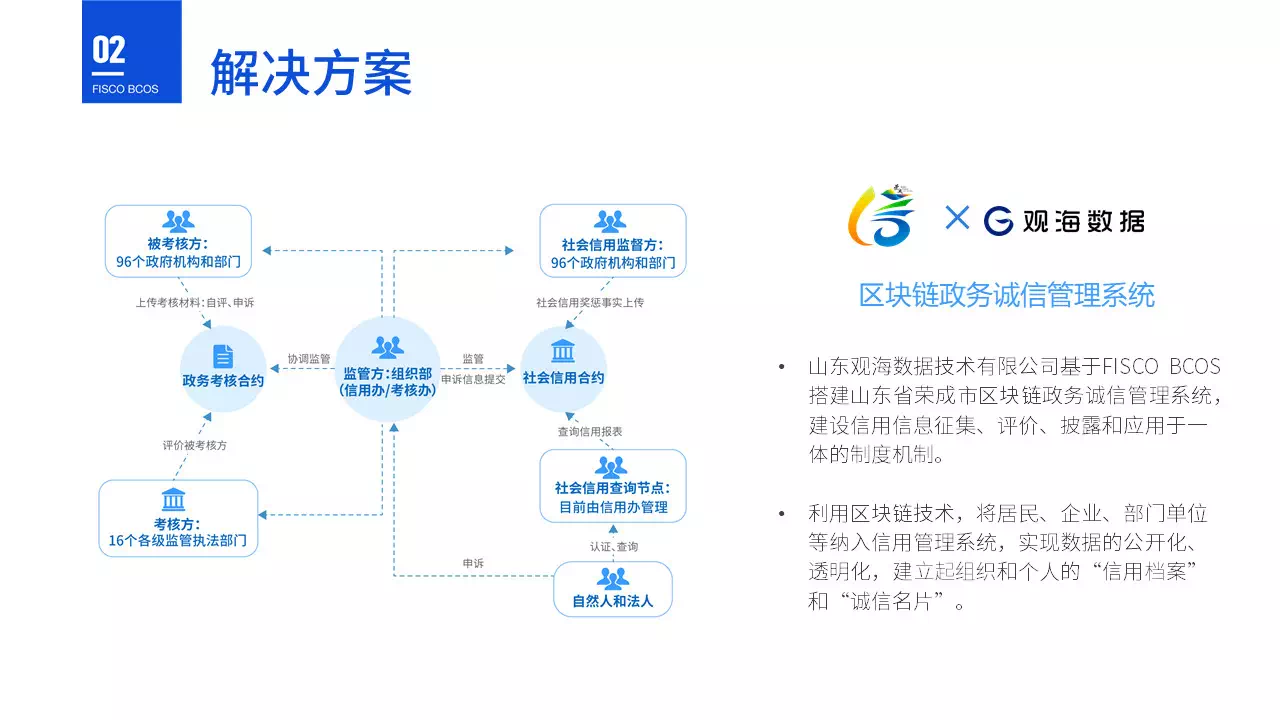 02
FISCO BCOS
解决方案
被考核方：
96个政府机构和部门
社会信用监督方：
96个政府机构和部门
上传考核材料：自评、申诉
社会信用奖惩事实上传
政务考核合约
协调监管
监管方：组织部
（信用办/考核办）
监管
申诉信息提交
社会信用合约
评价被考核方
查询信用报表
考核方：
16个各级监管执法部门
社会信用查询节点：
目前由信用办管理
认证、查询
申诉
自然人和法人
× G 观海数据
区块链政务诚信管理系统
• 山东观海数据技术有限公司基于FISCO BCOS
搭建山东省荣成市区块链政务诚信管理系统，
建设信用信息征集、评价、披露和应用于一
体的制度机制。
• 利用区块链技术，将居民、企业、部门单位
等纳入信用管理系统，实现数据的公开化、
透明化，建立起组织和个人的“信用档案”
和“诚信名片”。